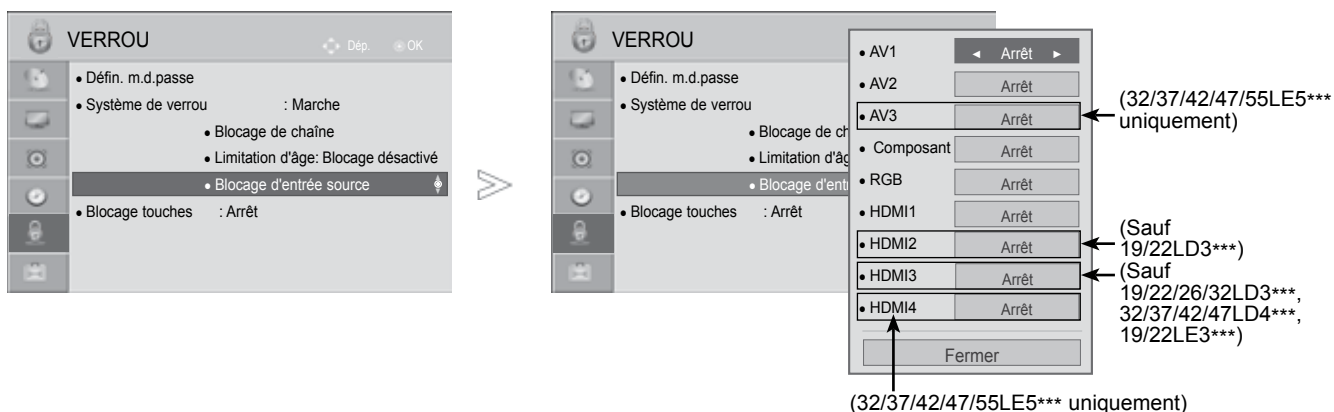 VERROU
Dép. OK
• Défin. m.d.passe
• Système de verrou : Marche
• Blocage de chaîne
• Limitation d'âge: Blocage désactivé
• Blocage d'entrée source
• Blocage touches : Arrêt
VERROU
• Défin. m.d.passe
• Système de verrou
• Blocage de ch
• Limitation d'âg
• Blocage d'ent
• Blocage touches : Arrêt
• AV1 ◄ Arrêt ►
• AV2 Arrêt
• AV3 Arrêt
• Composant Arrêt
• RGB Arrêt
• HDMI1 Arrêt
• HDMI2 Arrêt
• HDMI3 Arrêt
• HDMI4 Arrêt
Fermer
(32/37/42/47/55LE5***
uniquement)
(Sauf
19/22LD3***)
(Sauf
19/22/26/32LD3***,
32/37/42/47LD4***,
19/22LE3***)
(32/37/42/47/55LE5*** uniquement)